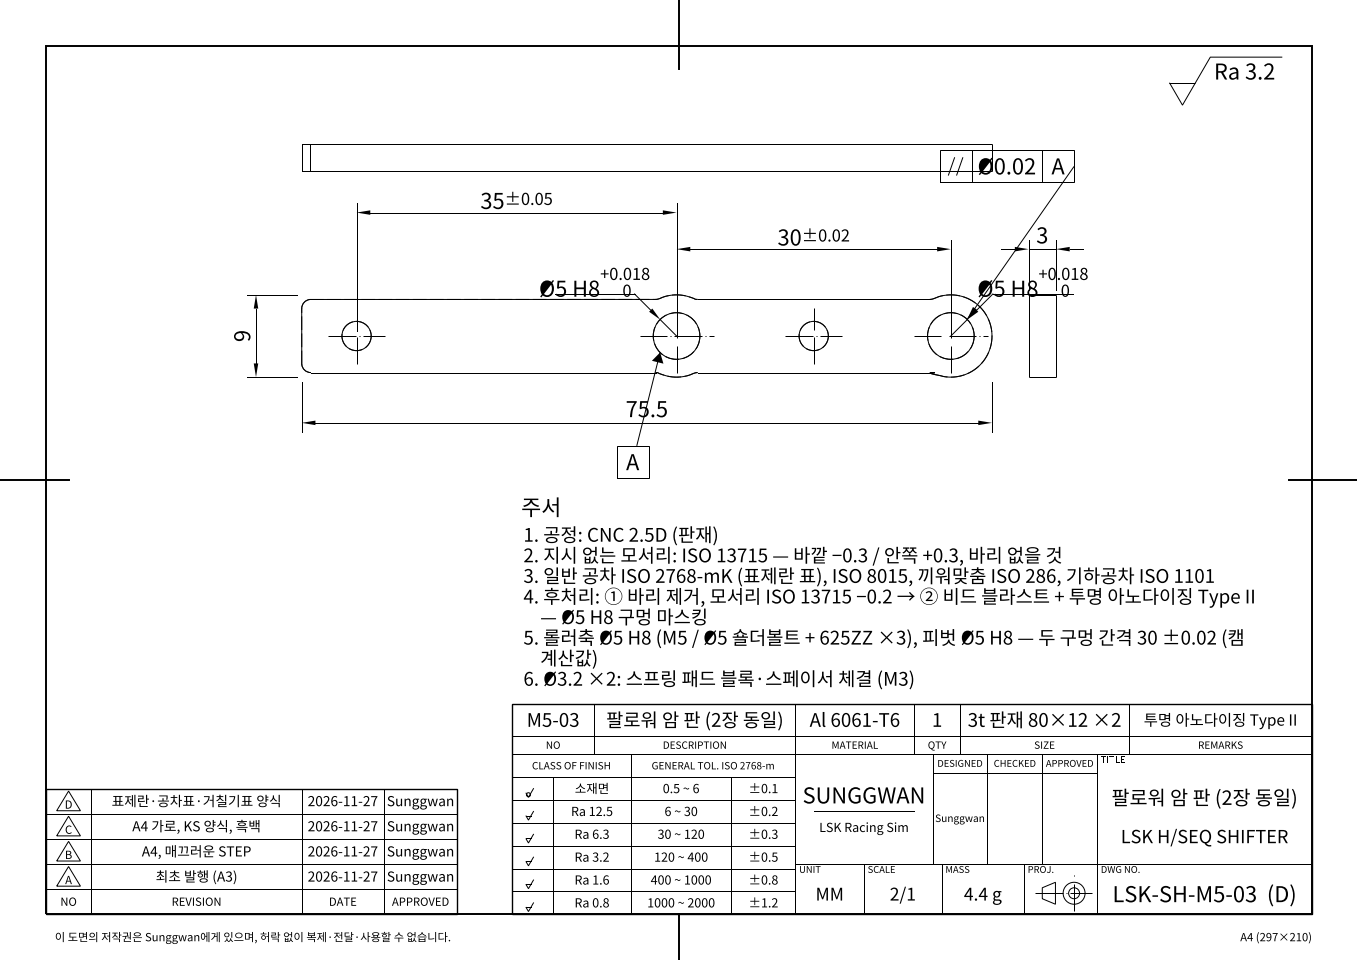 Ra 3.2
// Ø0.02 A
35±0.05
30±0.02
3
+0.018
Ø5 H8 0
+0.018
Ø5 H8 0
9
75.5
A
주서
1. 공정: CNC 2.5D (판재)
2. 지시 없는 모서리: ISO 13715 — 바깥 −0.3 / 안쪽 +0.3, 바리 없을 것
3. 일반 공차 ISO 2768-mK (표제란 표), ISO 8015, 끼워맞춤 ISO 286, 기하공차 ISO 1101
4. 후처리: ① 바리 제거, 모서리 ISO 13715 −0.2 → ② 비드 블라스트 + 투명 아노다이징 Type II
— Ø5 H8 구멍 마스킹
5. 롤러축 Ø5 H8 (M5 / Ø5 숄더볼트 + 625ZZ ×3), 피벗 Ø5 H8 — 두 구멍 간격 30 ±0.02 (캠
계산값)
6. Ø3.2 ×2: 스프링 패드 블록·스페이서 체결 (M3)
M5-03 팔로워 암 판 (2장 동일) Al 6061-T6 1 3t 판재 80×12 ×2 투명 아노다이징 Type II
NO DESCRIPTION MATERIAL QTY SIZE REMARKS
CLASS OF FINISH GENERAL TOL. ISO 2768-m
소재면 0.5 ~ 6 ±0.1
Ra 12.5 6 ~ 30 ±0.2
Ra 6.3 30 ~ 120 ±0.3
Ra 3.2 120 ~ 400 ±0.5
Ra 1.6 400 ~ 1000 ±0.8
Ra 0.8 1000 ~ 2000 ±1.2
SUNGGWAN
LSK Racing Sim
DESIGNED CHECKED APPROVED
Sunggwan
TITLE
팔로워 암 판 (2장 동일)
LSK H/SEQ SHIFTER
UNIT SCALE MASS PROJ. DWG NO.
MM 2/1 4.4 g LSK-SH-M5-03 (D)
D 표제란·공차표·거칠기표 양식 2026-11-27 Sunggwan
C A4 가로, KS 양식, 흑백 2026-11-27 Sunggwan
B A4, 매끄러운 STEP 2026-11-27 Sunggwan
A 최초 발행 (A3) 2026-11-27 Sunggwan
NO REVISION DATE APPROVED
이 도면의 저작권은 Sunggwan에게 있으며, 허락 없이 복제·전달·사용할 수 없습니다.
A4 (297×210)